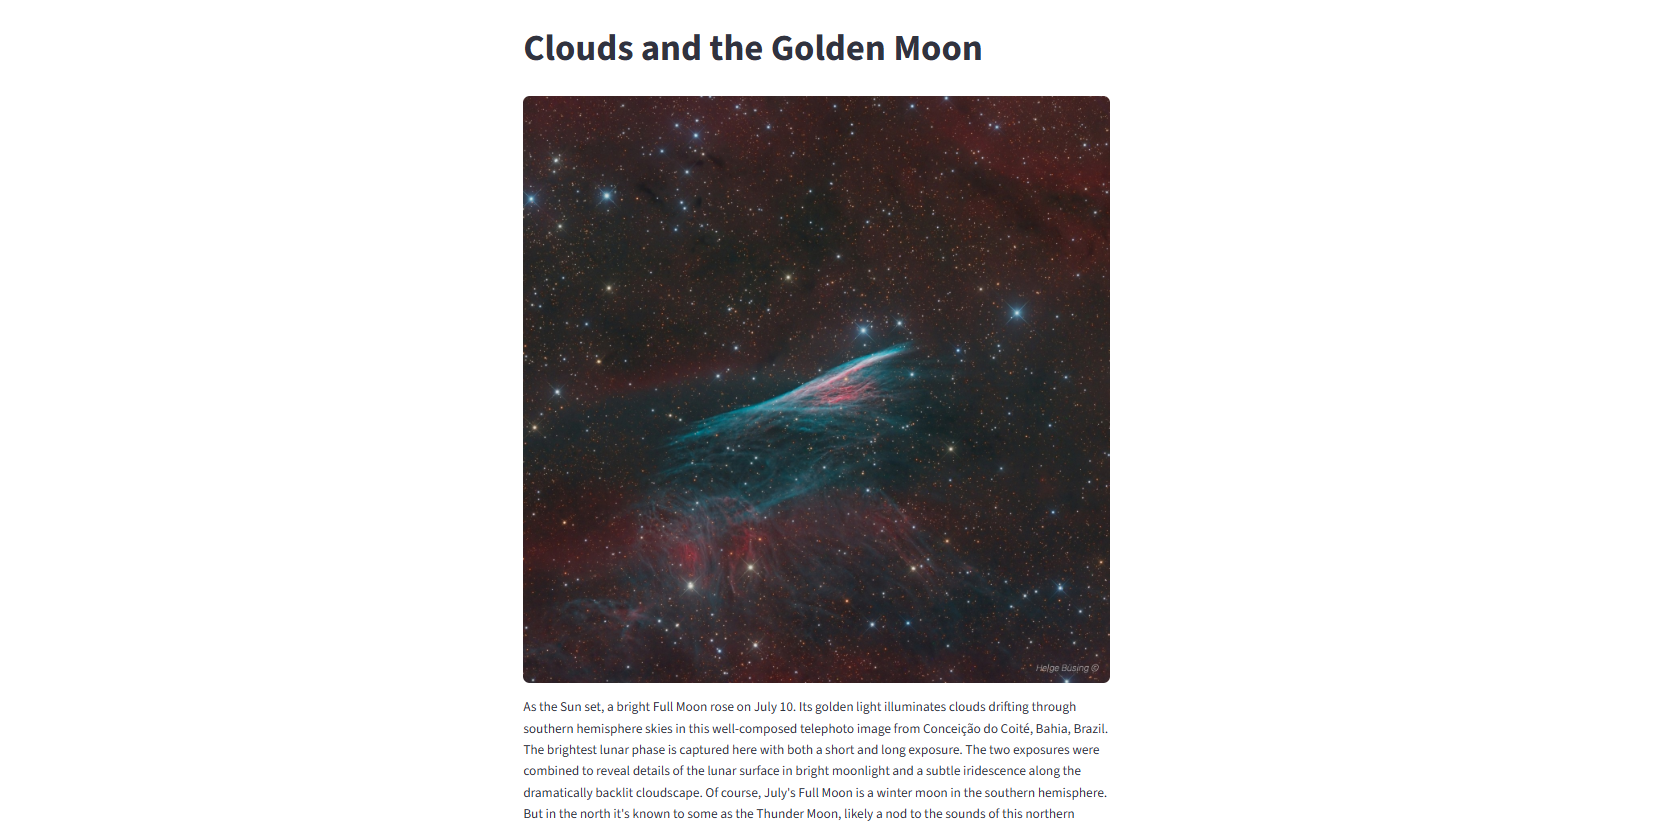 Clouds and the Golden Moon
Helge Büsing ©
As the Sun set, a bright Full Moon rose on July 10. Its golden light illuminates clouds drifting through
southern hemisphere skies in this well-composed telephoto image from Conceição do Coité, Bahia, Brazil.
The brightest lunar phase is captured here with both a short and long exposure. The two exposures were
combined to reveal details of the lunar surface in bright moonlight and a subtle iridescence along the
dramatically backlit cloudscape. Of course, July's Full Moon is a winter moon in the southern hemisphere.
But in the north it's known to some as the Thunder Moon, likely a nod to the sounds of this northern